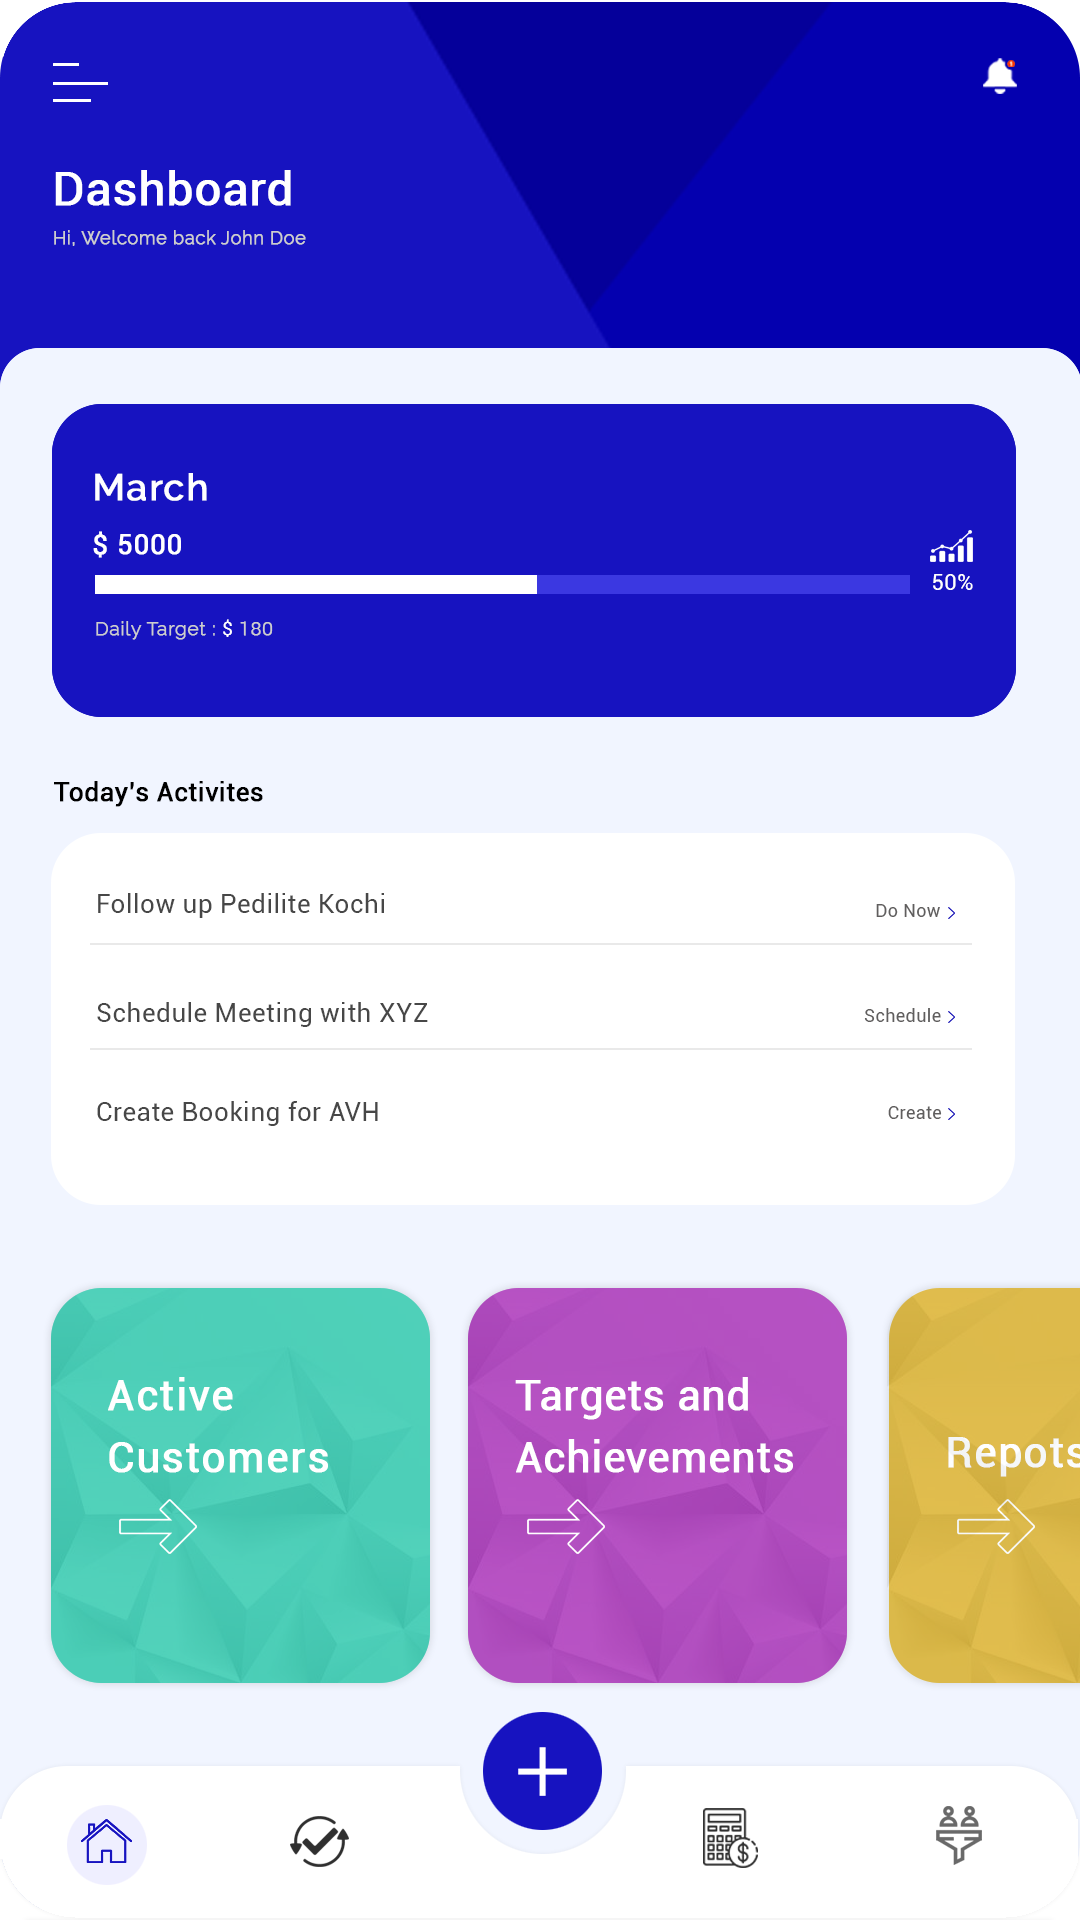 Dashboard
Hi, Welcome back John Doe
March
$ 5000
50%
Daily Target : $ 180
Today's Activites
Follow up Pedilite Kochi
Do Now
Schedule Meeting with XYZ
Schedule
Create Booking for AVH
Create
Active
Customers
Targets and
Achievements
Repots